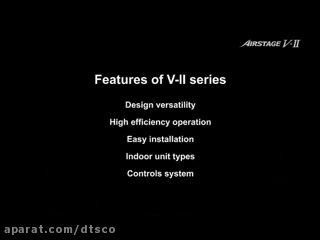 AIRSTAGE V-II
Features of V-II series
Design versatility
High efficiency operation
Easy installation
Indoor unit types
Controls system
aparat.com/dtsco